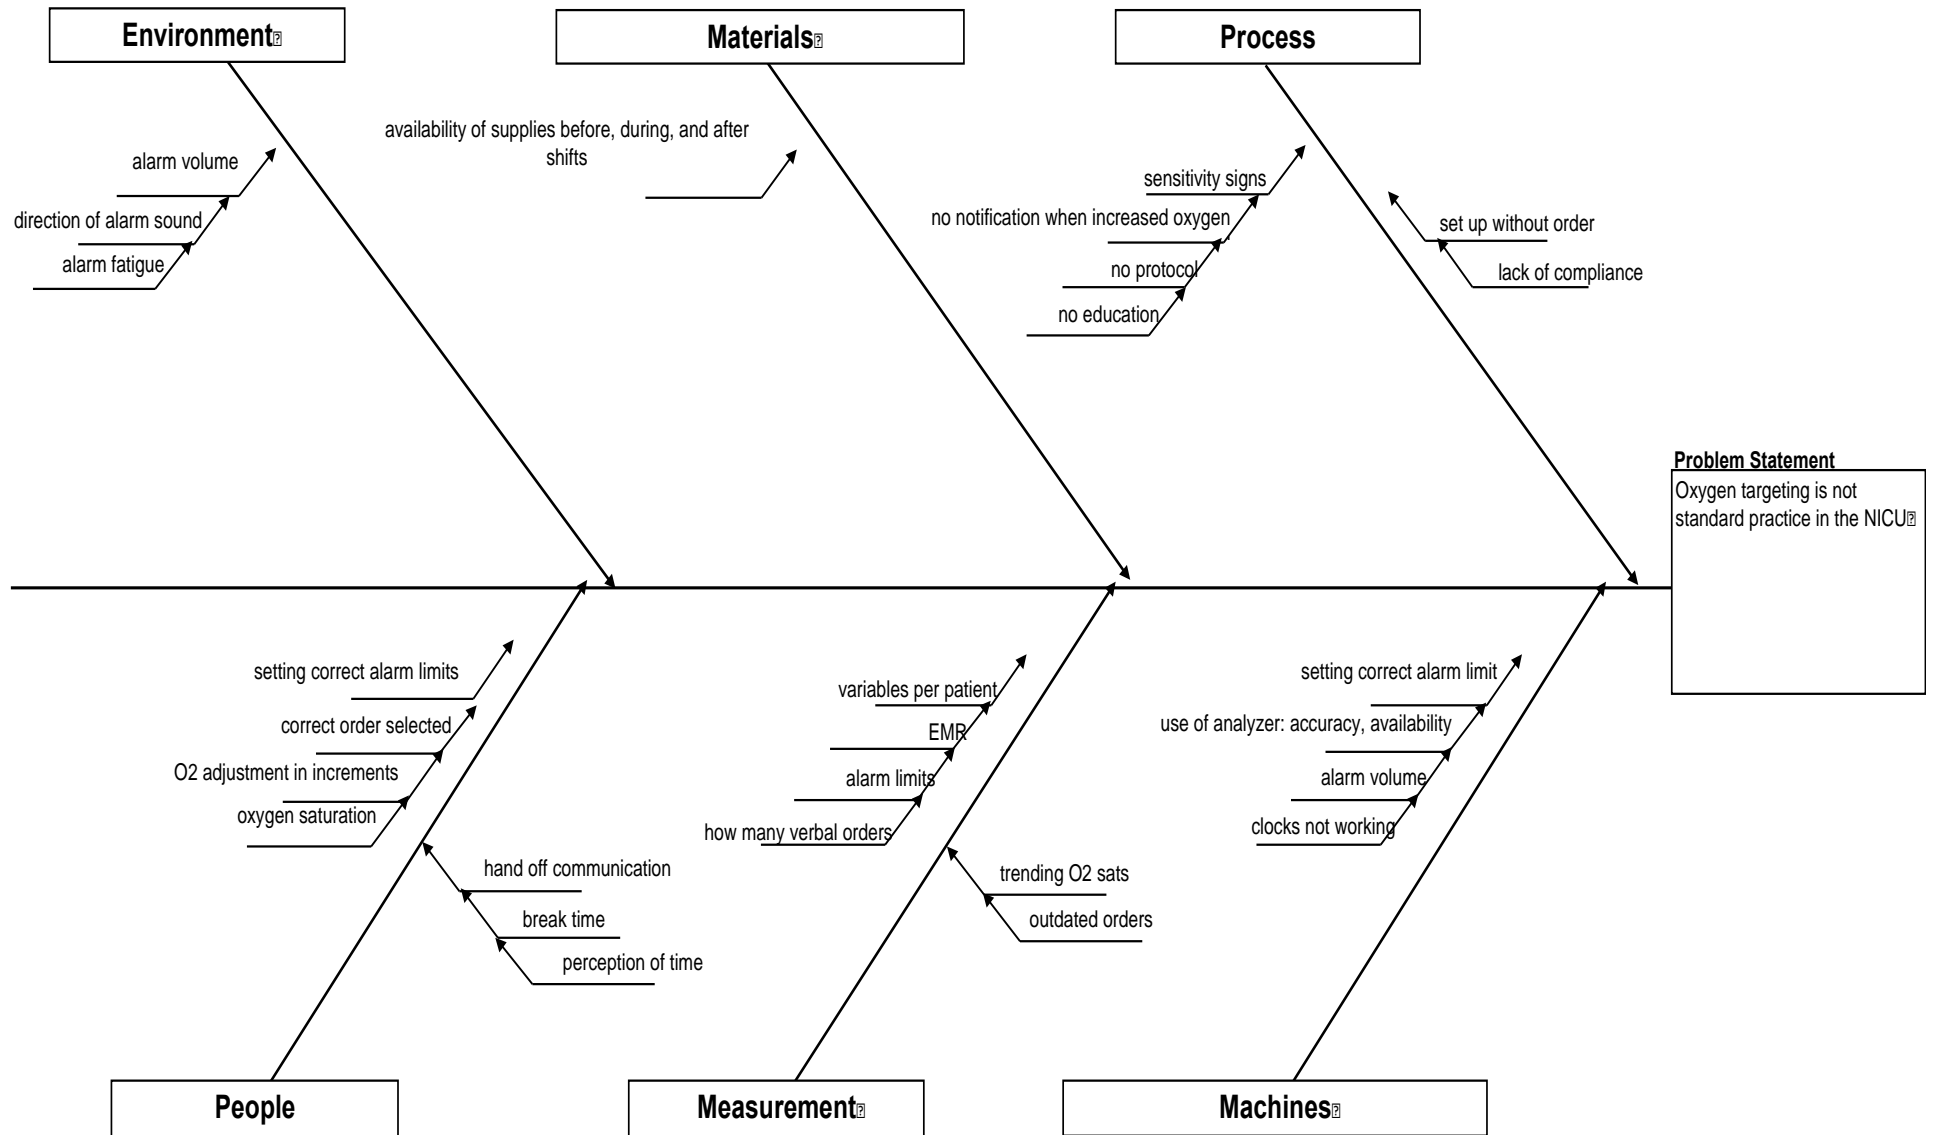 Environment
Materials
Process
availability of supplies before, during, and after
shifts
alarm volume
direction of alarm sound
alarm fatigue
sensitivity signs
no notification when increased oxygen
no protocol
no education
set up without order
lack of compliance
Problem Statement
Oxygen targeting is not
standard practice in the NICU
setting correct alarm limits
correct order selected
O2 adjustment in increments
oxygen saturation
hand off communication
break time
perception of time
variables per patient
EMR
alarm limits
how many verbal orders
trending O2 sats
outdated orders
setting correct alarm limit
use of analyzer: accuracy, availability
alarm volume
clocks not working
People
Measurement
Machines